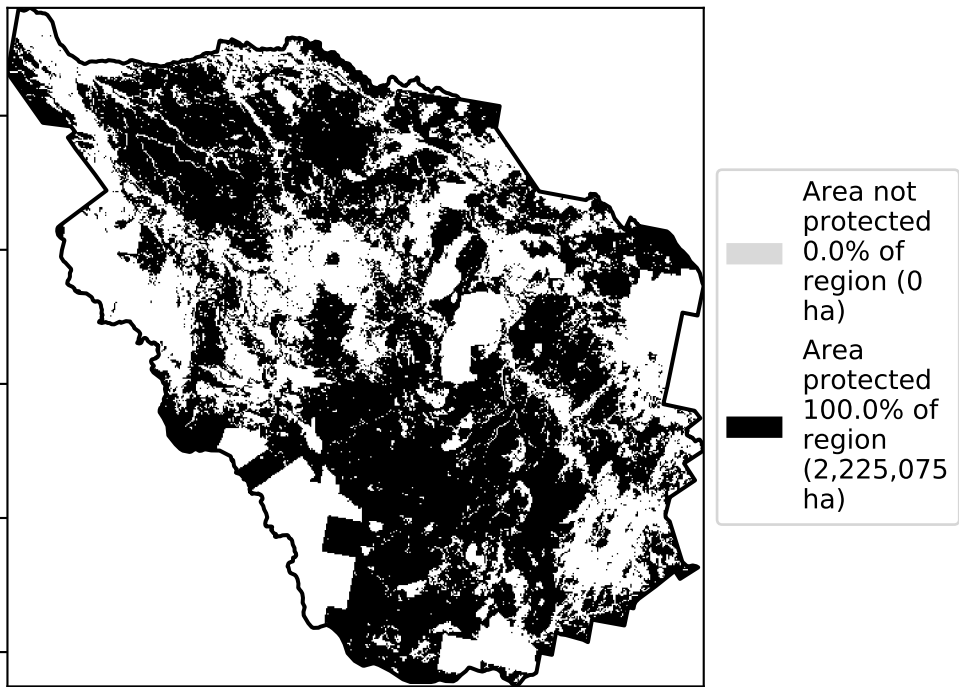 Area not
protected
0.0% of
region (0
ha)
Area
protected
100.0% of
region
(2,225,075
ha)